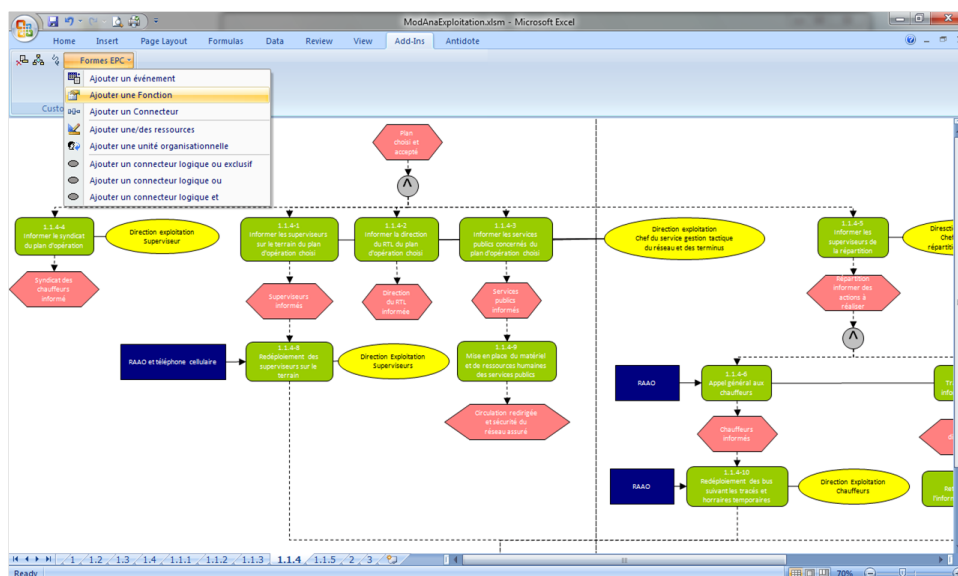 ModAnaExploitation.xlsm - Microsoft Excel
Home Insert Page Layout Formulas Data Review View Add-Ins Antidote
Formes EPC
Ajouter un événement
Ajouter une Fonction
Custo
Ajouter un Connecteur
Ajouter une/des ressources
Ajouter une unité organisationnelle
Ajouter un connecteur logique ou exclusif
Ajouter un connecteur logique ou
Ajouter un connecteur logique et
Plan
choisi et
accepté
^
1.1.4-4
Informer le syndicat
du plan d'opération
Direction exploitation
Superviseur
1.1.4-1
Informer les superviseurs
sur le terrain du plan
d'opération choisi
1.1.4-2
Informer la direction
du RTL du plan
d'opération choisi
1.1.4-3
Informer les services
publics concernés du
plan d'opération choisi
Direction exploitation
Chef du service gestion tactique
du réseau et des terminus
1.1.4-5
Informer les
superviseurs de
la répartition
Chef
répartiti
Syndicat des
chauffeurs
informé
Superviseurs
informés
Direction
du RTL
informée
Services
publics
informés
Répartition
informer des
actions à
réaliser
^
RAAO et téléphone cellulaire
1.1.4-8
Redéploiement des
superviseurs sur le
terrain
Direction Exploitation
Superviseurs
1.1.4-9
Mise en place du matériel
et de ressources humaines
des services publics
RAAO
1.1.4-6
Appel général aux
chauffeurs
Tr
info
Circulation redirigée
et sécurité du
réseau assuré
Chauffeurs
informés
d
RAAO
1.1.4-10
Redéploiement des bus
suivant les tracés et
horraires temporaires
Direction Exploitation
Chauffeurs
Ret
l'inform
1 1.2 1.3 1.4 1.1.1 1.1.2 1.1.3 1.1.4 1.1.5 2 3
Ready 70%